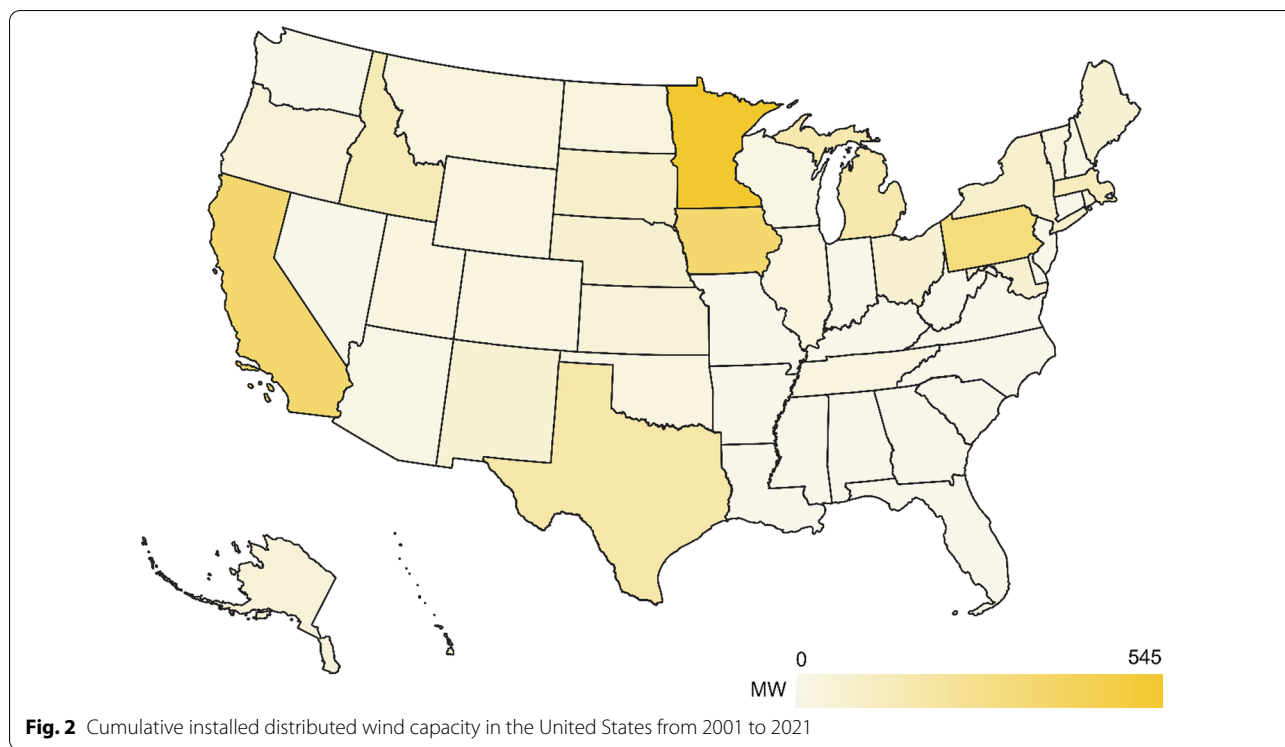 0 545
MW
Fig. 2 Cumulative installed distributed wind capacity in the United States from 2001 to 2021